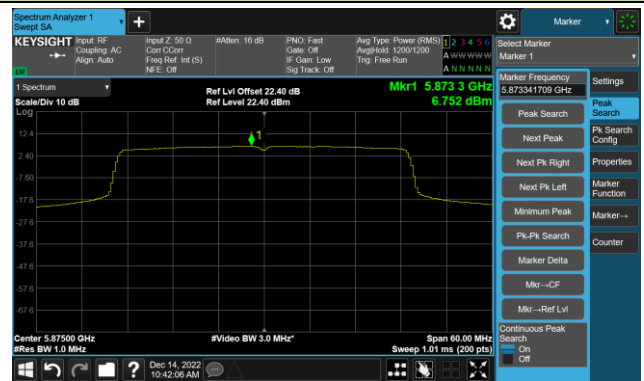 Spectrum Analyzer 1
Swept SA
+
Marker
KEYSIGHT
Input: RF
Coupling: AC
Align: Auto
Input Z: 50 Ω
Corr CCorr
Freq Ref: Int (S)
NFE: Off
#Atten: 16 dB
PNO: Fast
Gate: Off
IF Gain: Low
Sig Track: Off
Avg Type: Power (RMS)
Avg|Hold: 1200/1200
Trig: Free Run
1 2 3 4 5 6
A W W W W W
A N N N N N
LV
Select Marker
Marker 1
1 Spectrum
Scale/Div 10 dB
Log
Ref Lvl Offset 22.40 dB
Ref Level 22.40 dBm
Mkr1 5.873 3 GHz
6.752 dBm
1
12.4
2.40
-7.60
-17.6
-27.6
-37.6
-47.6
-57.6
-67.6
Center 5.87500 GHz
#Res BW 1.0 MHz
#Video BW 3.0 MHz*
Span 60.00 MHz
Sweep 1.01 ms (200 pts)
Marker Frequency
5.873341709 GHz
Peak Search
Next Peak
Next Pk Right
Next Pk Left
Minimum Peak
Pk-Pk Search
Marker Delta
Mkr→CF
Mkr→Ref Lvl
Continuous Peak
Search
On
Off
Settings
Peak
Search
Pk Search
Config
Properties
Marker
Function
Marker→
Counter
?
Dec 14, 2022
10:42:06 AM